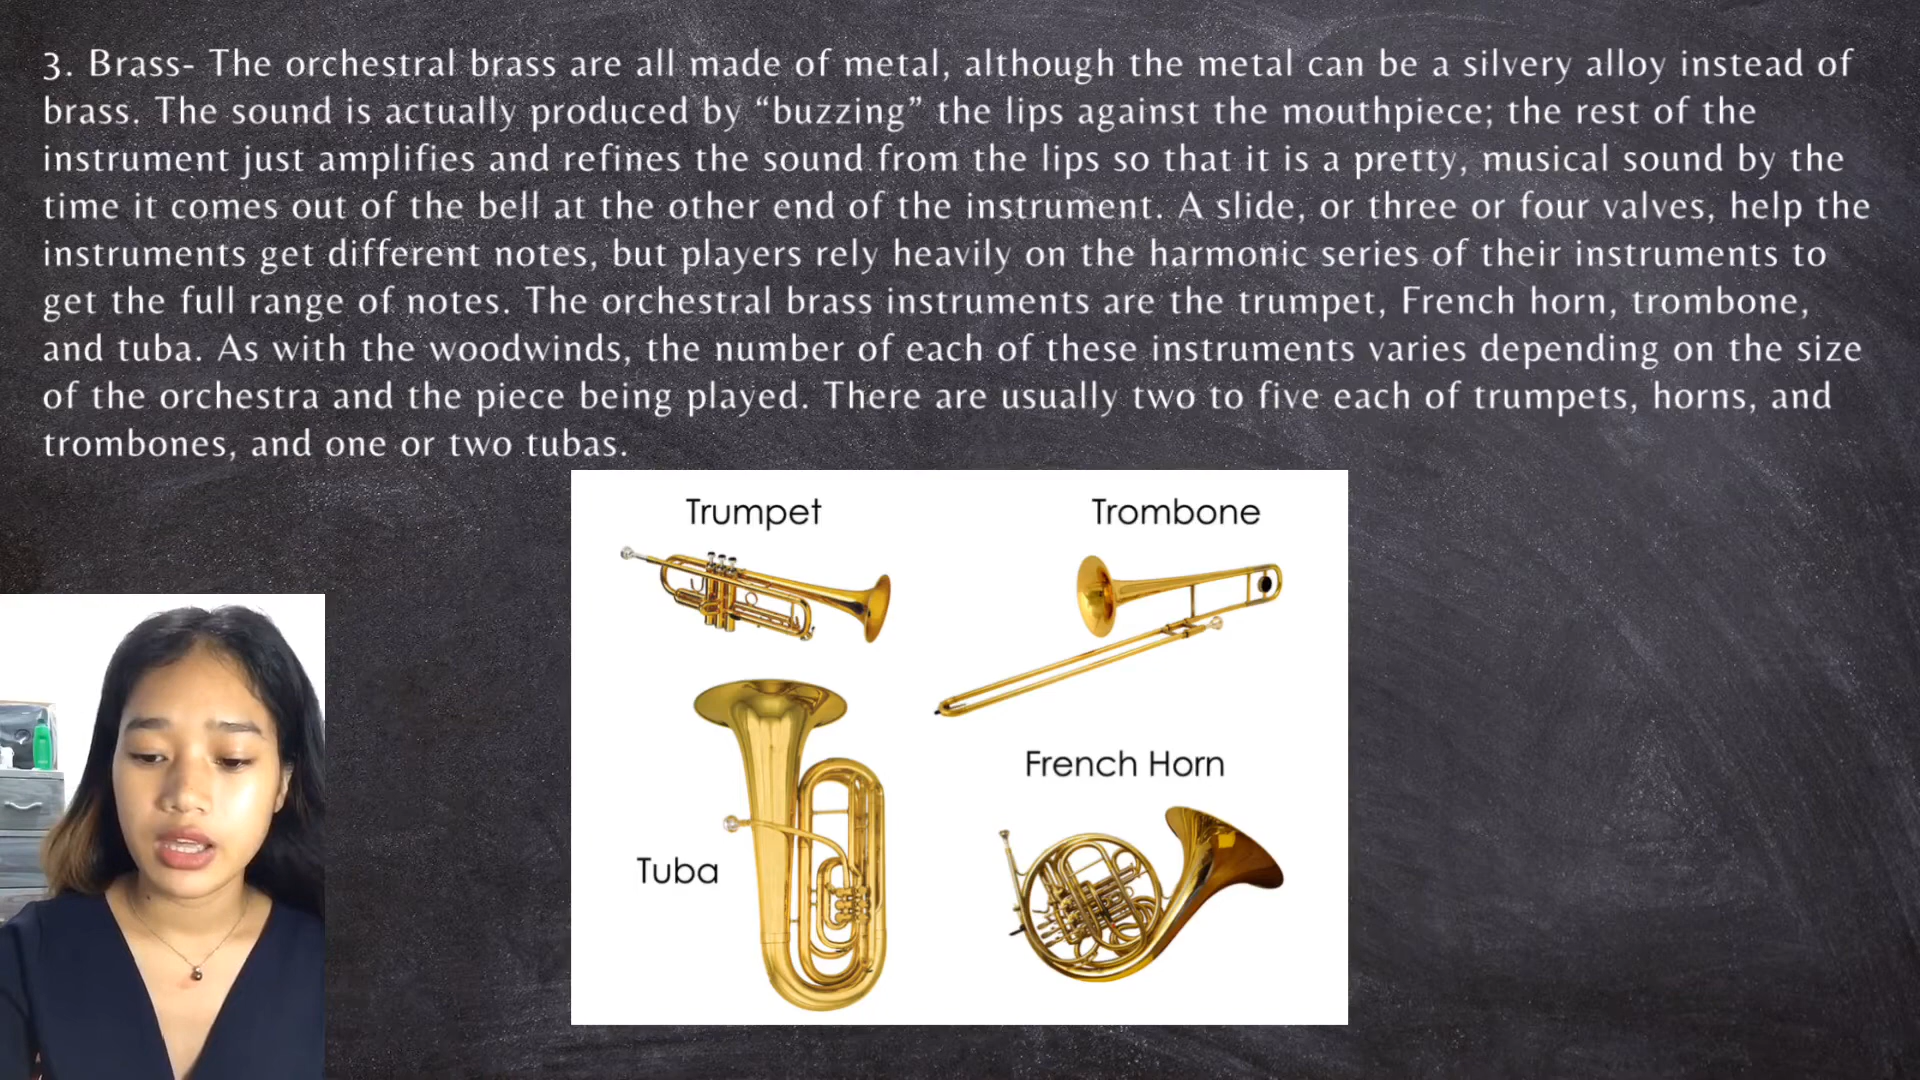 3. Brass- The orchestral brass are all made of metal, although the metal can be a silvery alloy instead of
brass. The sound is actually produced by “buzzing” the lips against the mouthpiece; the rest of the
instrument just amplifies and refines the sound from the lips so that it is a pretty, musical sound by the
time it comes out of the bell at the other end of the instrument. A slide, or three or four valves, help the
instruments get different notes, but players rely heavily on the harmonic series of their instruments to
get the full range of notes. The orchestral brass instruments are the trumpet, French horn, trombone,
and tuba. As with the woodwinds, the number of each of these instruments varies depending on the size
of the orchestra and the piece being played. There are usually two to five each of trumpets, horns, and
trombones, and one or two tubas.
Trumpet
Trombone
French Horn
Tuba